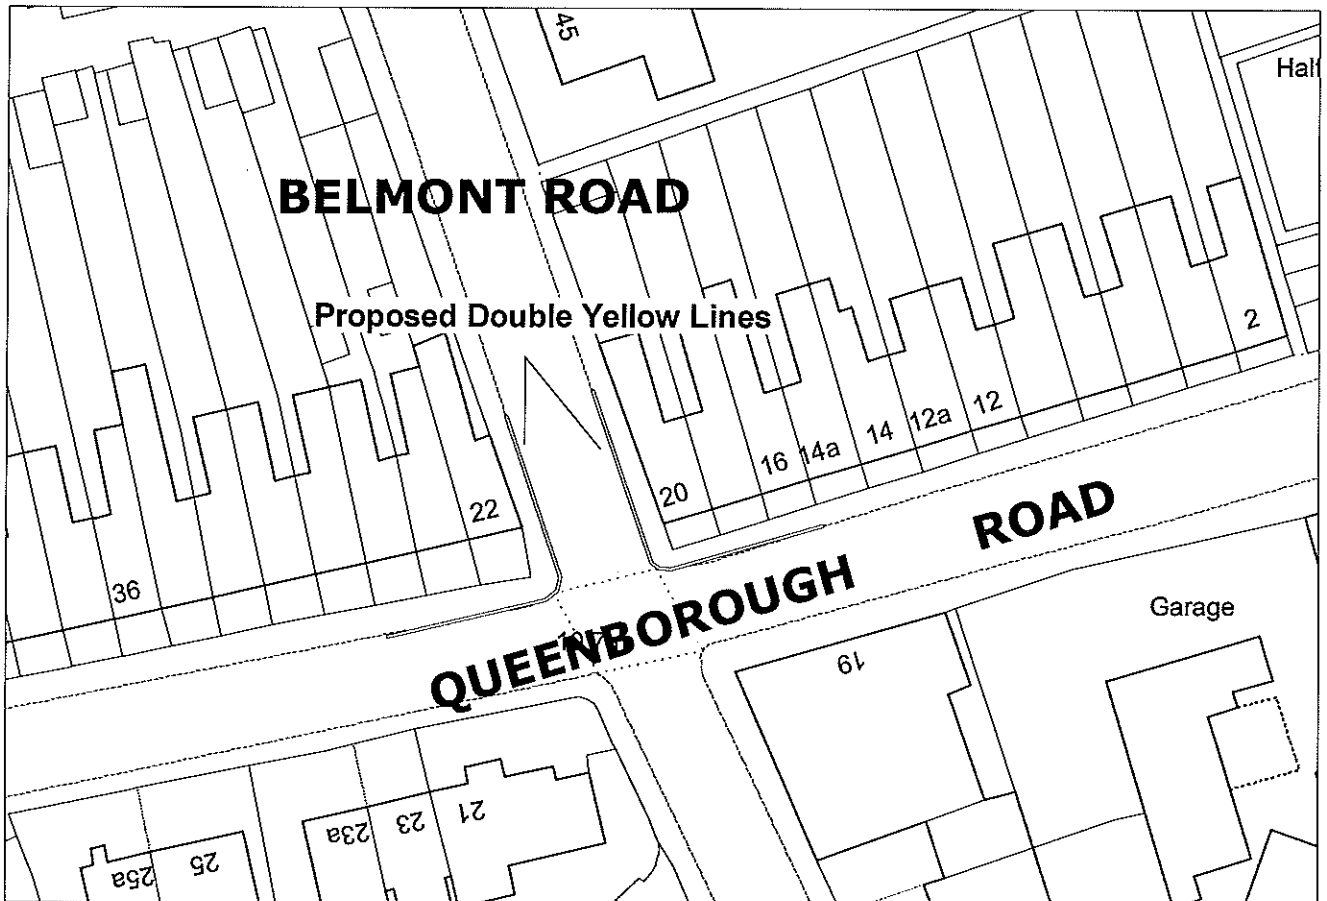 45
Half
BELMONT ROAD
Proposed Double Yellow Lines
2
12
12a
14
14a
16
20
22
36
QUEENBOROUGH ROAD
Garage
19
21
23
23a
25
25a